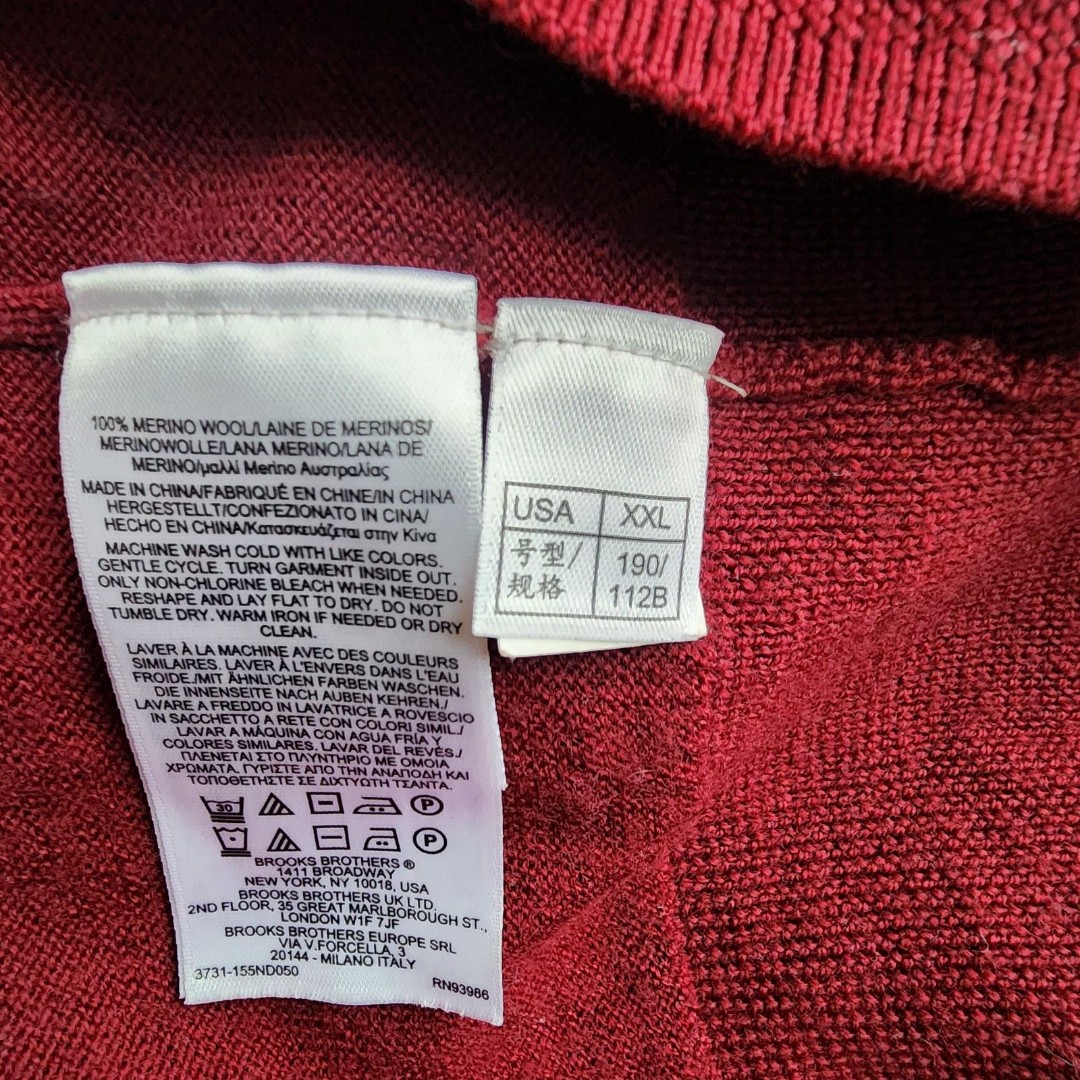 100% MERINO WOOL/LAINE DE MERINOS/
MERINOWOLLE/LANA MERINO/LANA DE
MERINO/μαλλί Merino Αυστραλίας
MADE IN CHINA/FABRIQUÉ EN CHINE/IN CHINA
HERGESTELLT/CONFEZIONATO IN CINA/
HECHO EN CHINA/Κατασκευάζεται στην Κίνα
MACHINE WASH COLD WITH LIKE COLORS.
GENTLE CYCLE. TURN GARMENT INSIDE OUT.
ONLY NON-CHLORINE BLEACH WHEN NEEDED.
RESHAPE AND LAY FLAT TO DRY. DO NOT
TUMBLE DRY. WARM IRON IF NEEDED OR DRY
CLEAN.
LAVER À LA MACHINE AVEC DES COULEURS
SIMILAIRES. LAVER À L'ENVERS DANS L'EAU
FROIDE./MIT ÄHNLICHEN FARBEN WASCHEN.
DIE INNENSEITE NACH AUBEN KEHREN./
LAVARE A FREDDO IN LAVATRICE A ROVESCIO
IN SACCHETTO A RETE CON COLORI SIMIL./
LAVAR A MÁQUINA CON AGUA FRÍA Y
COLORES SIMILARES. LAVAR DEL REVÉS./
ΠΛΕΝΕΤΑΙ ΣΤΟ ΠΛΥΝΤΗΡΙΟ ΜΕ ΟΜΟΙΑ
ΧΡΩΜΑΤΑ. ΓΥΡΙΣΤΕ ΑΠΟ ΤΗΝ ΑΝΑΠΟΔΗ ΚΑΙ
ΤΟΠΟΘΕΤΗΣΤΕ ΣΕ ΔΙΧΤΥΩΤΗ ΤΣΑΝΤΑ.
30 P
P
BROOKS BROTHERS ®
1411 BROADWAY
NEW YORK, NY 10018, USA
BROOKS BROTHERS UK LTD.
2ND FLOOR, 35 GREAT MARLBOROUGH ST.,
LONDON W1F 7JF
BROOKS BROTHERS EUROPE SRL
VIA V.FORCELLA, 3
20144 - MILANO ITALY
3731-155ND050
RN93986
USA XXL
号型/ 190/
规格 112B